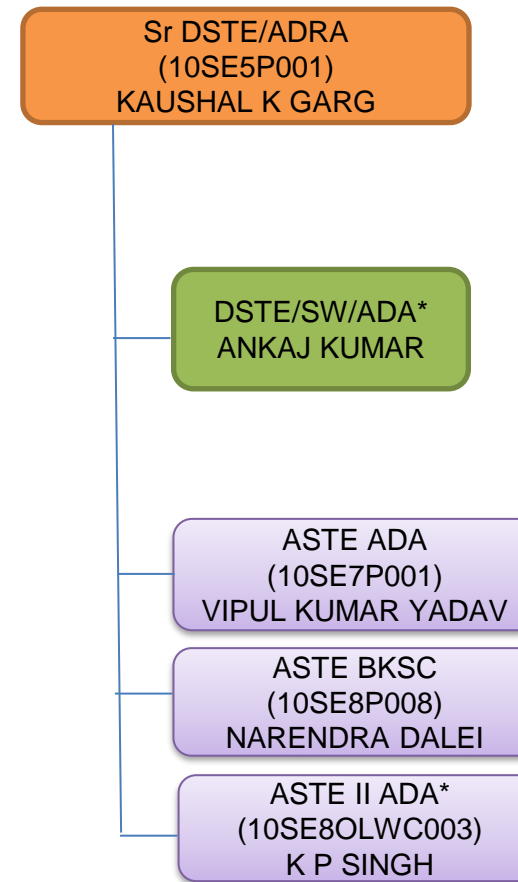 Sr DSTE/ADRA
(10SE5P001)
KAUSHAL K GARG
DSTE/SW/ADA*
ANKAJ KUMAR
ASTE ADA
(10SE7P001)
VIPUL KUMAR YADAV
ASTE BKSC
(10SE8P008)
NARENDRA DALEI
ASTE II ADA*
(10SE8OLWC003)
K P SINGH